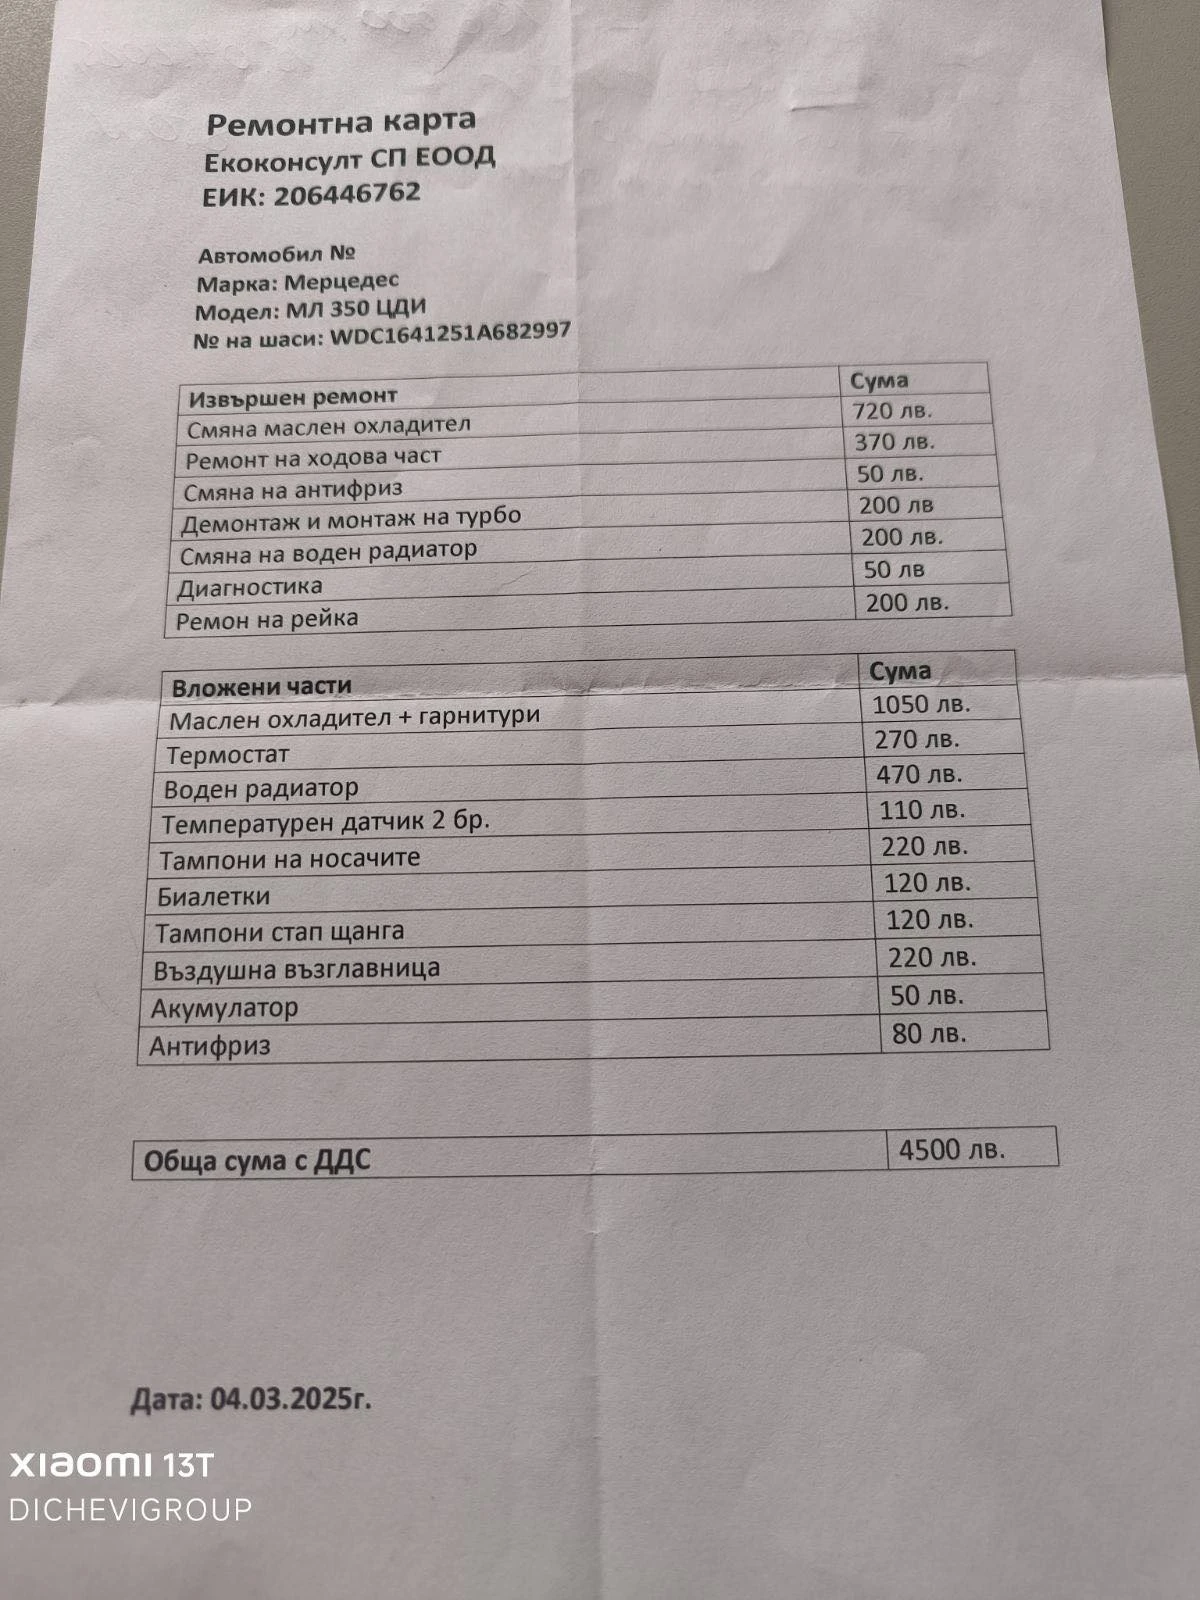 Ремонтна карта
Екоконсулт СП ЕООД
ЕИК: 206446762
Автомобил №
Марка: Мерцедес
Модел: МЛ 350 ЦДИ
№ на шаси: WDC1641251A682997
Извършен ремонт Сума
Смяна маслен охладител 720 лв.
Ремонт на ходова част 370 лв.
Смяна на антифриз 50 лв.
Демонтаж и монтаж на турбо 200 лв
Смяна на воден радиатор 200 лв.
Диагностика 50 лв
Ремон на рейка 200 лв.
Вложени части Сума
Маслен охладител + гарнитури 1050 лв.
Термостат 270 лв.
Воден радиатор 470 лв.
Температурен датчик 2 бр. 110 лв.
Тампони на носачите 220 лв.
Биалетки 120 лв.
Тампони стап щанга 120 лв.
Въздушна възглавница 220 лв.
Акумулатор 50 лв.
Антифриз 80 лв.
Обща сума с ДДС 4500 лв.
Дата: 04.03.2025г.
XIAOMI 13T
DICHEVIGROUP